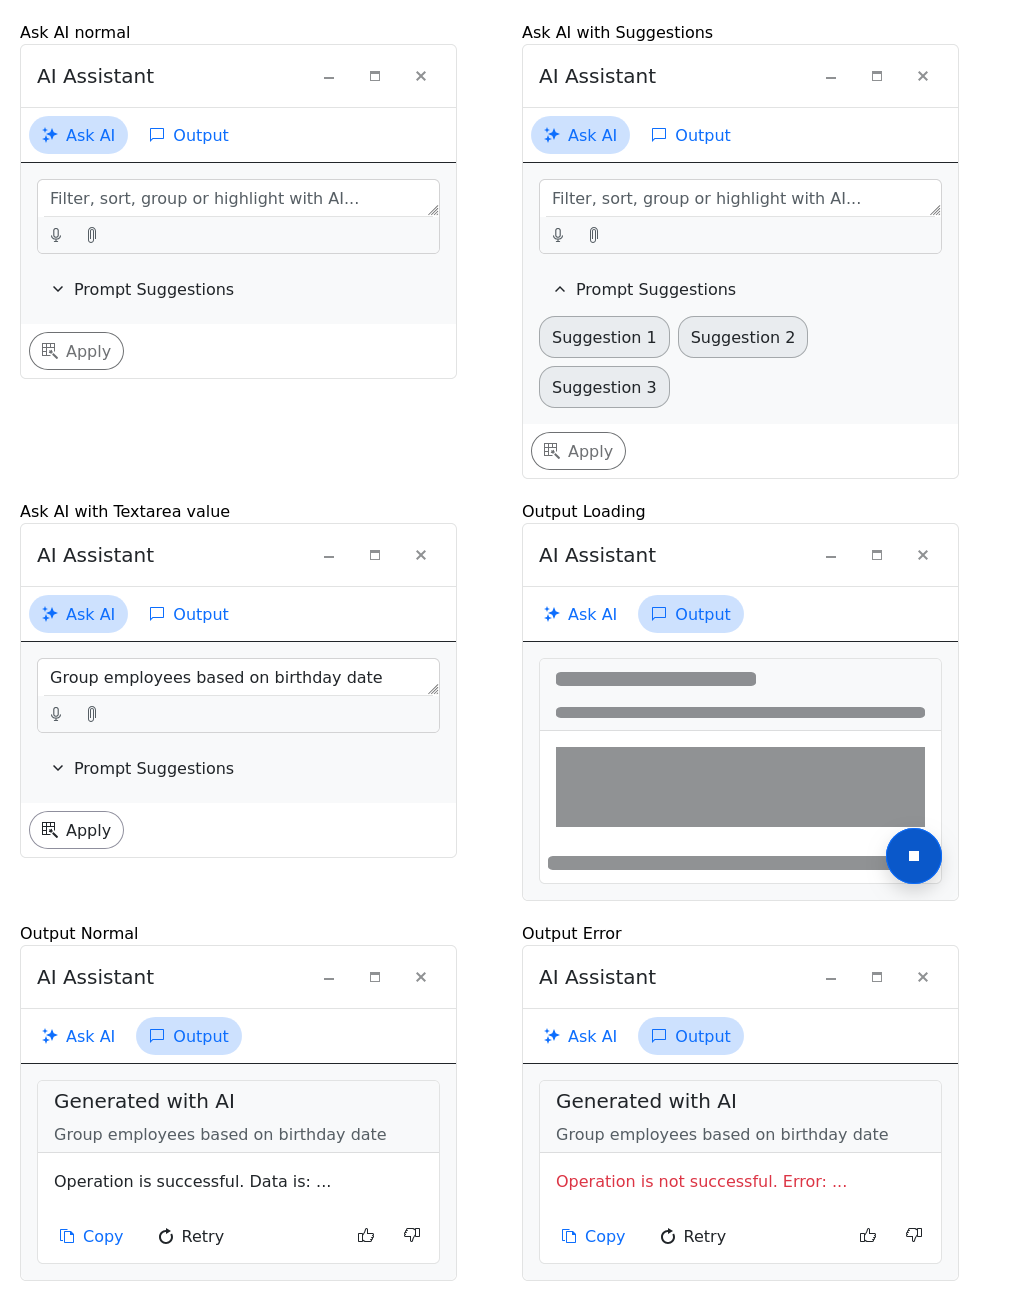 Ask AI normal
AI Assistant
Ask AI Output
Filter, sort, group or highlight with AI...
Prompt Suggestions
Apply
Ask AI with Suggestions
AI Assistant
Ask AI Output
Filter, sort, group or highlight with AI...
Prompt Suggestions
Suggestion 1 Suggestion 2
Suggestion 3
Apply
Ask AI with Textarea value
AI Assistant
Ask AI Output
Group employees based on birthday date
Prompt Suggestions
Apply
Output Loading
AI Assistant
Ask AI Output
Output Normal
AI Assistant
Ask AI Output
Generated with AI
Group employees based on birthday date
Operation is successful. Data is: ...
Copy Retry
Output Error
AI Assistant
Ask AI Output
Generated with AI
Group employees based on birthday date
Operation is not successful. Error: ...
Copy Retry